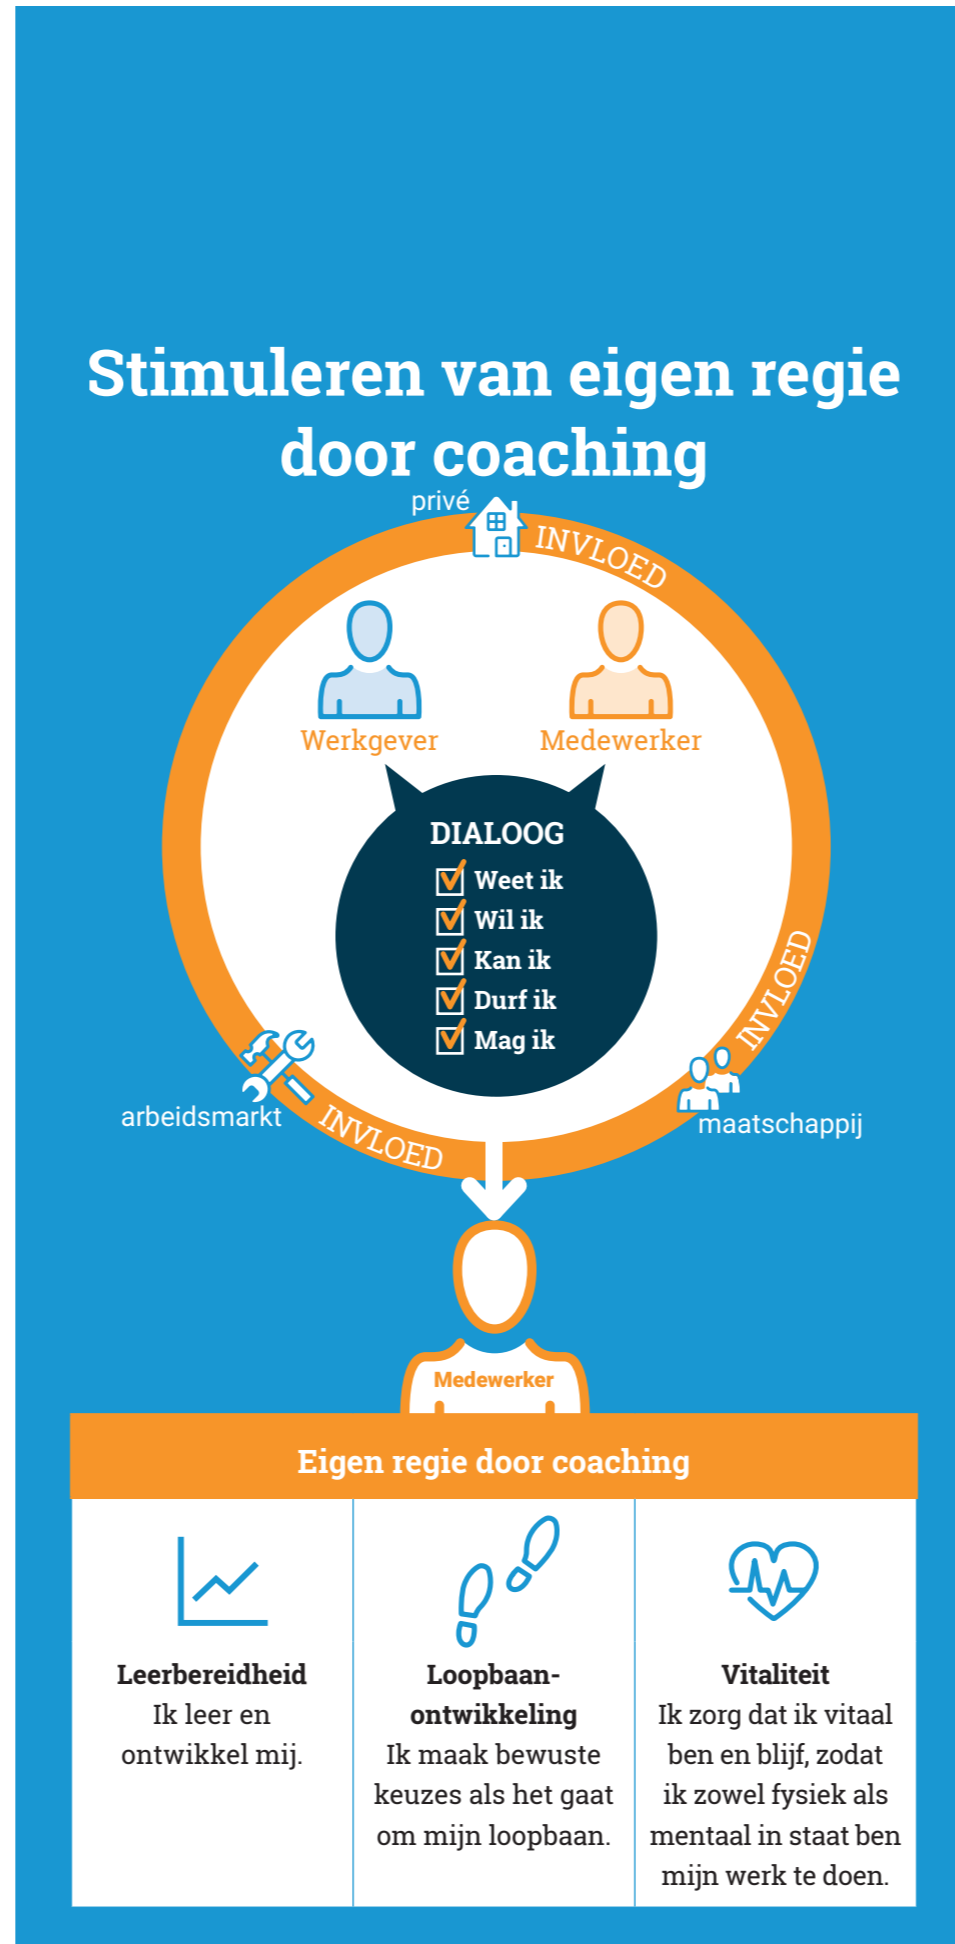 Stimuleren van eigen regie
door coaching
privé
INVLOED
Werkgever
Medewerker
DIALOOG
Weet ik
Wil ik
Kan ik
Durf ik
Mag ik
INVLOED
maatschappij
arbeidsmarkt
INVLOED
Medewerker
Eigen regie door coaching
Leerbereidheid
Ik leer en
ontwikkel mij.
Loopbaan-
ontwikkeling
Ik maak bewuste
keuzes als het gaat
om mijn loopbaan.
Vitaliteit
Ik zorg dat ik vitaal
ben en blijf, zodat
ik zowel fysiek als
mentaal in staat ben
mijn werk te doen.